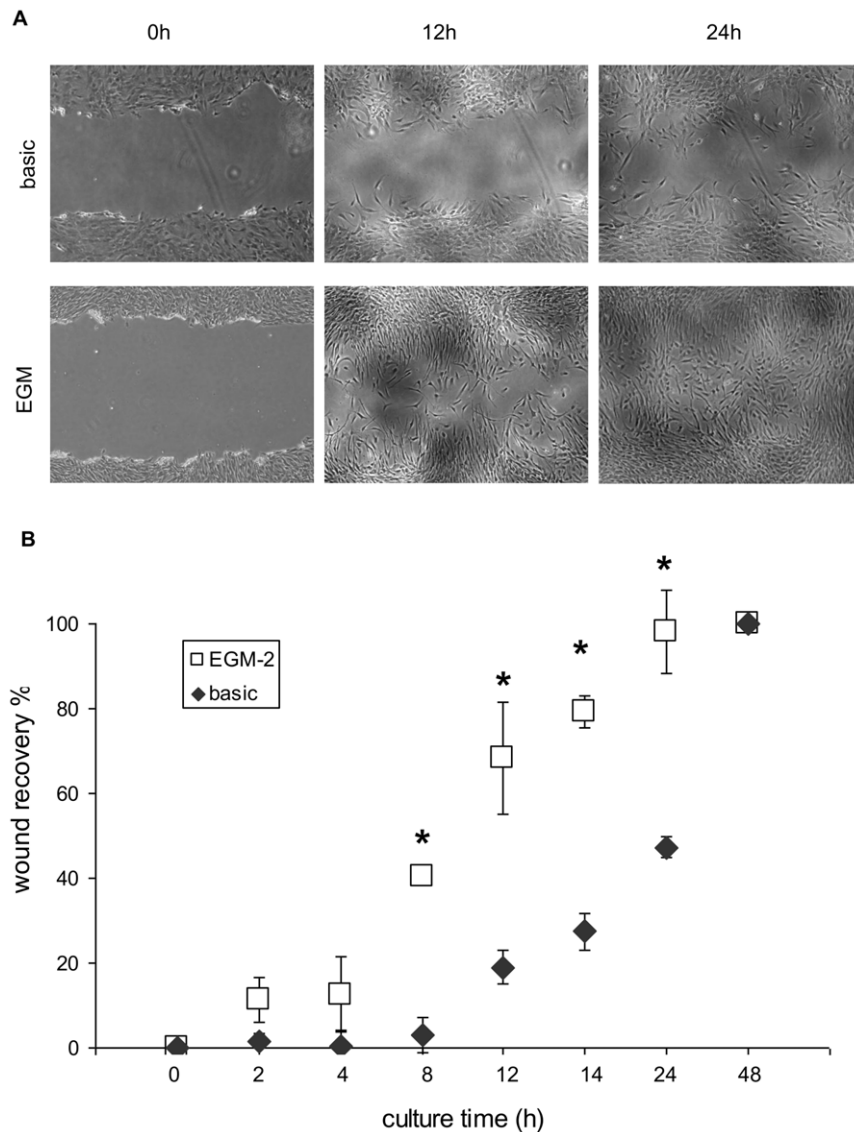 A
0h 12h 24h
basic
EGM
B
*
*
*
*
100
80
60
40
20
0
EGM-2
basic
wound recovery %
0 2 4 8 12 14 24 48
culture time (h)